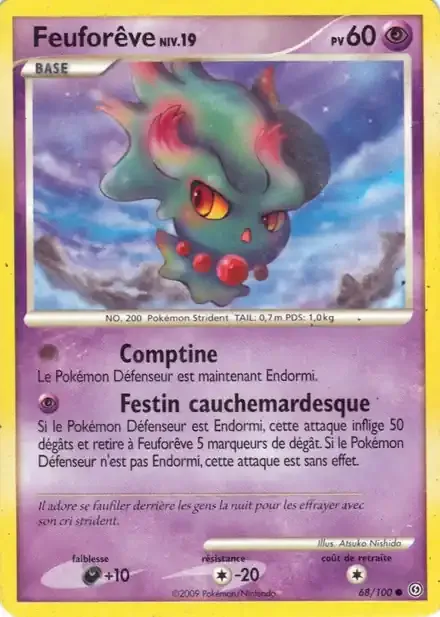 Feuforêve NIV.19 PV 60
BASE
NO. 200 Pokémon Strident TAIL: 0,7 m PDS: 1,0 kg
Comptine
Le Pokémon Défenseur est maintenant Endormi.
Festin cauchemardesque
Si le Pokémon Défenseur est Endormi, cette attaque inflige 50
dégâts et retire à Feuforêve 5 marqueurs de dégât. Si le Pokémon
Défenseur n'est pas Endormi, cette attaque est sans effet.
Il adore se faufiler derrière les gens la nuit pour les effrayer avec
son cri strident.
Illus. Atsuko Nishida
faiblesse résistance coût de retraite
+10 -20
©2009 Pokémon/Nintendo 68/100